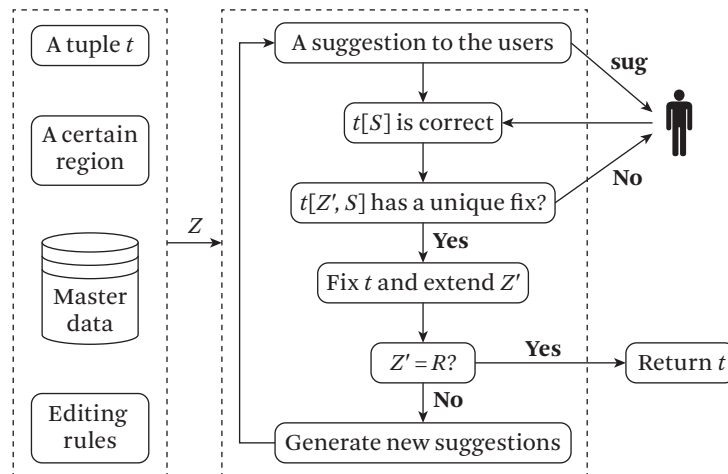 A tuple t
A certain
region
Master
data
Editing
rules
Z
A suggestion to the users
sug
t[S] is correct
No
t[Z′, S] has a unique fix?
Yes
Fix t and extend Z′
Z′ = R?
Yes
Return t
No
Generate new suggestions